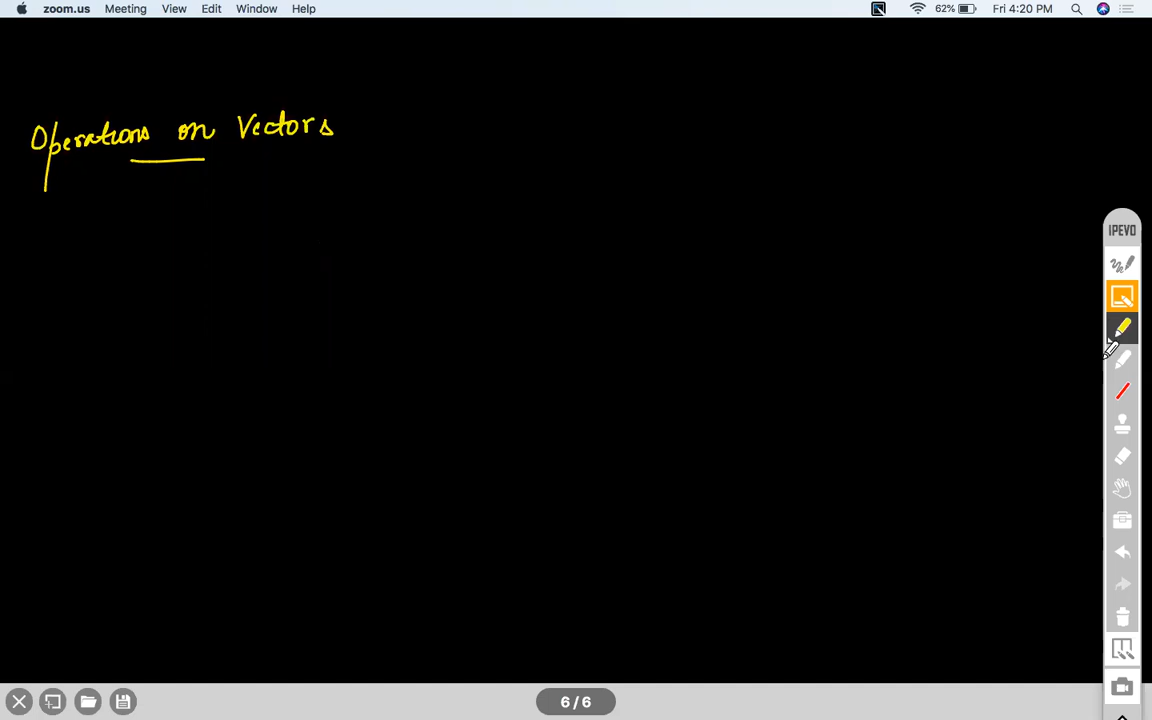 zoom.us Meeting View Edit Window Help 62% Fri 4:20 PM
Operations on Vectors
IPEVO
6 / 6